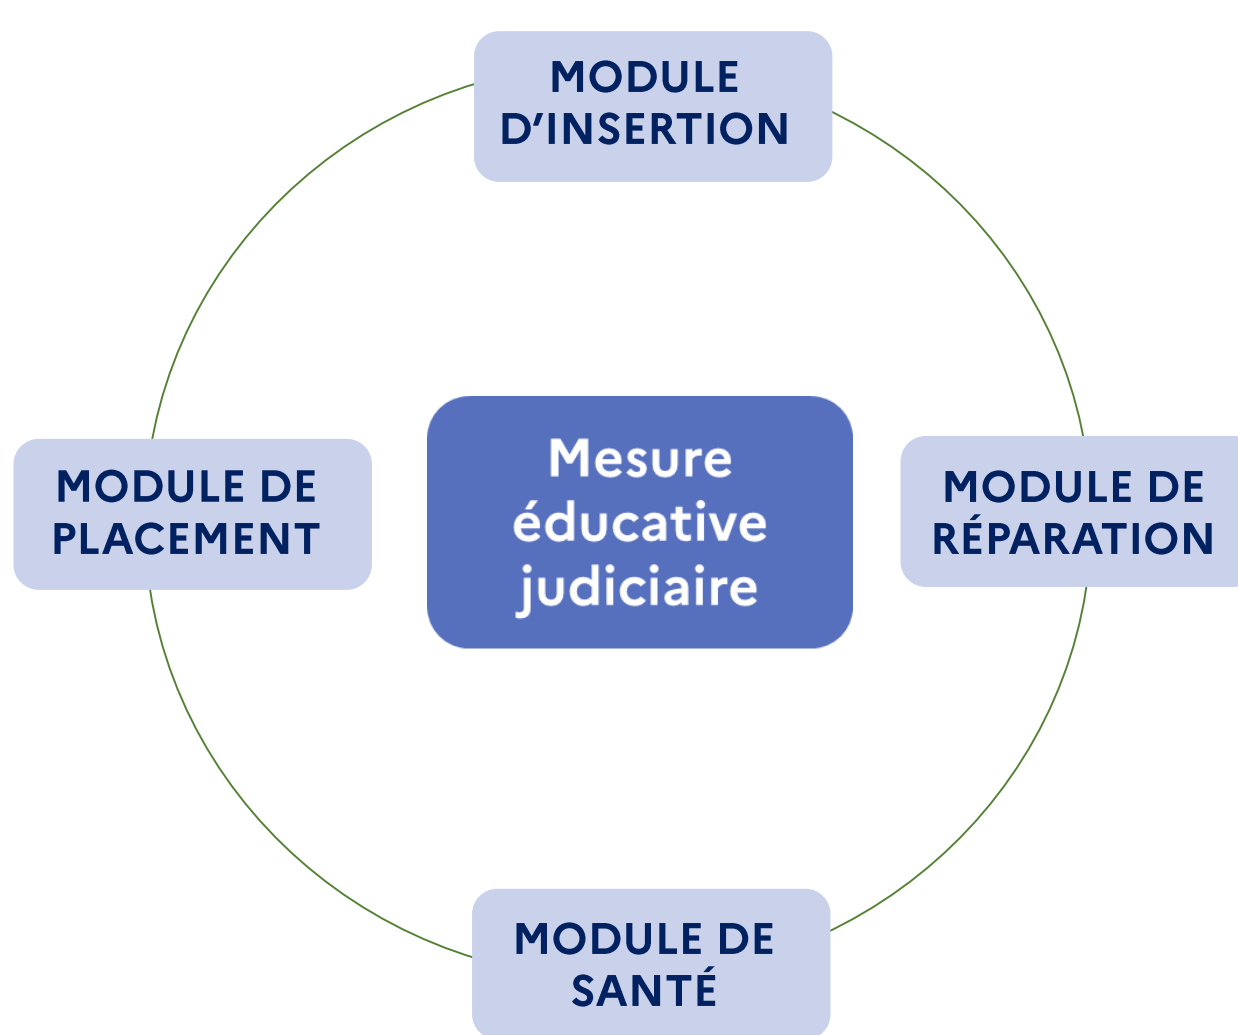 MODULE
D’INSERTION
MODULE DE
PLACEMENT
Mesure
éducative
judiciaire
MODULE DE
RÉPARATION
MODULE DE
SANTÉ